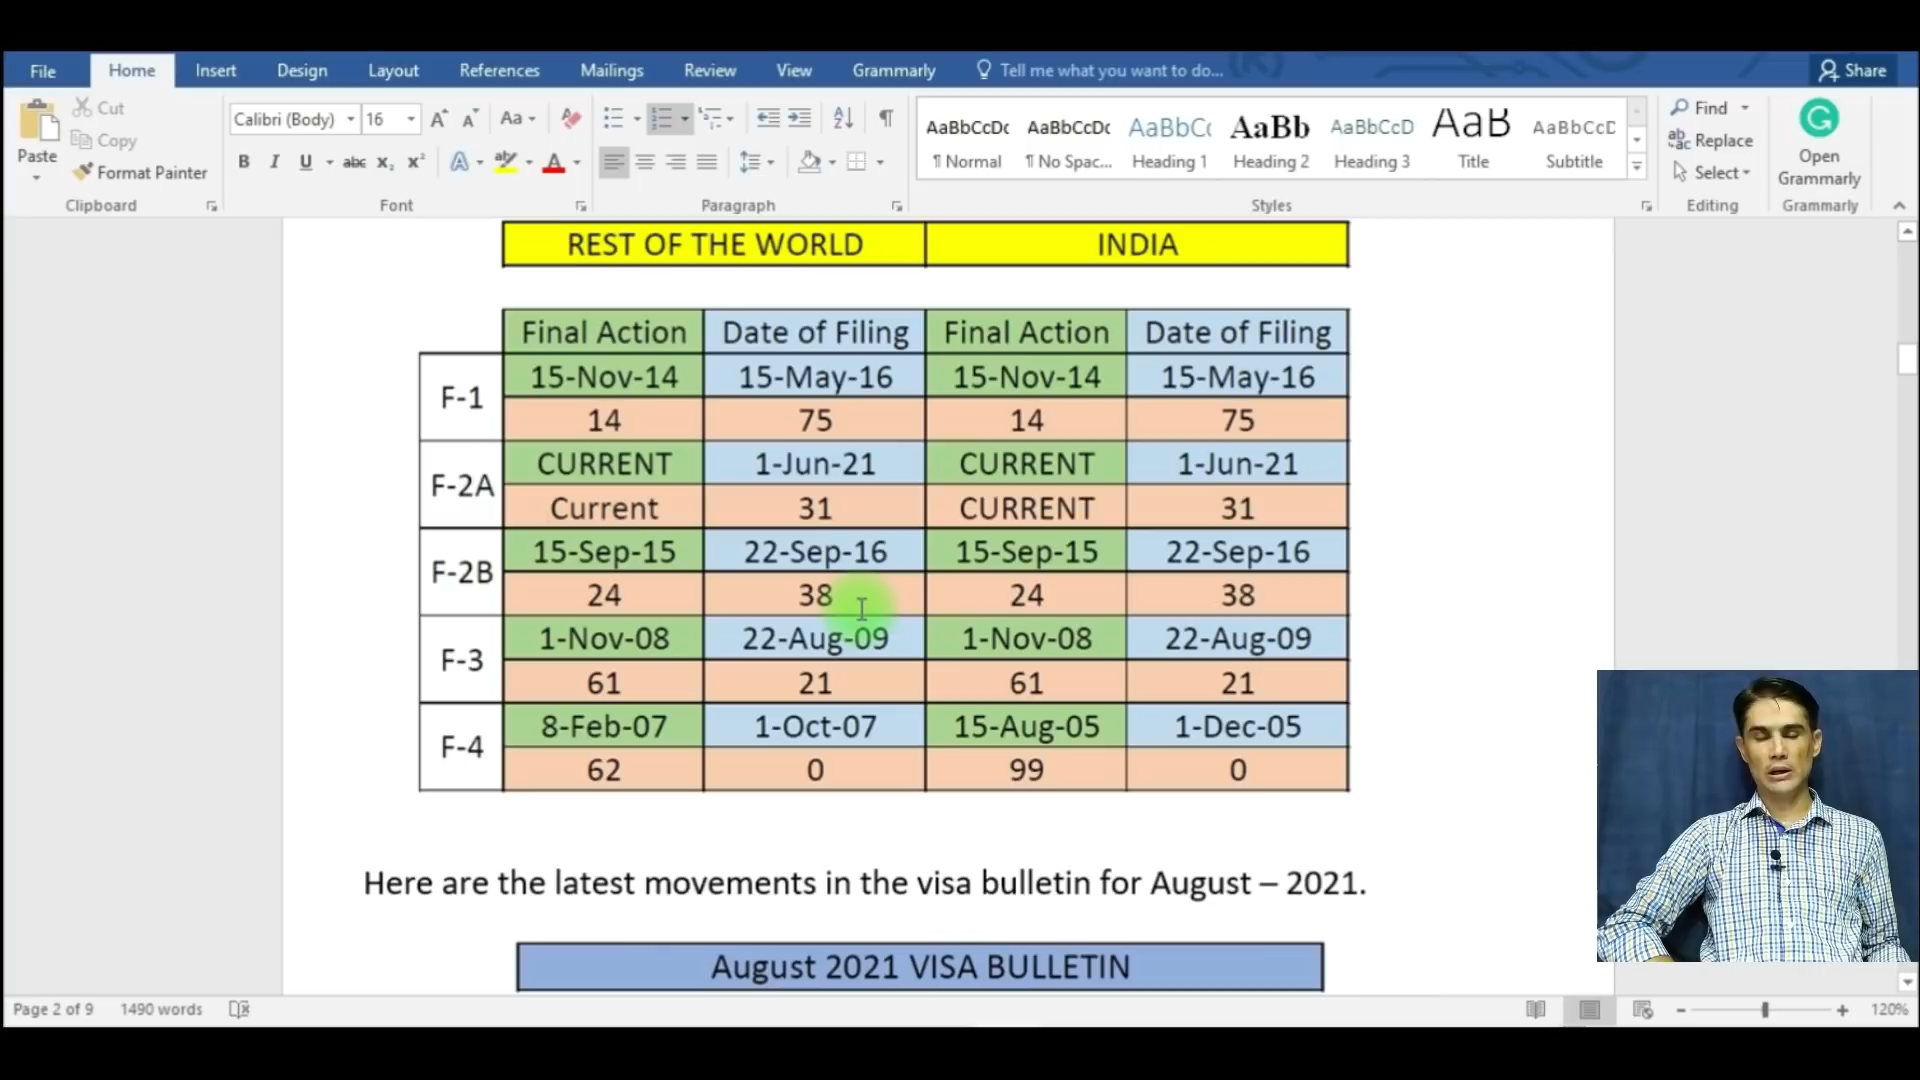 File Home Insert Design Layout References Mailings Review View Grammarly Tell me what you want to do... Share
Paste
Cut
Copy
Format Painter
Clipboard
Calibri (Body) 16 Aa
B I U abc X₂ X² A ab A
Font
Paragraph
AaBbCcDc AaBbCcDc AaBbC( AaBb AaBbCcD AaB AaBbCcD
¶ Normal ¶ No Spac... Heading 1 Heading 2 Heading 3 Title Subtitle
Styles
Find
Replace
Select
Editing
Open
Grammarly
Grammarly
REST OF THE WORLD INDIA
Final Action Date of Filing Final Action Date of Filing
F-1 15-Nov-14 15-May-16 15-Nov-14 15-May-16
14 75 14 75
F-2A CURRENT 1-Jun-21 CURRENT 1-Jun-21
Current 31 CURRENT 31
F-2B 15-Sep-15 22-Sep-16 15-Sep-15 22-Sep-16
24 38 24 38
F-3 1-Nov-08 22-Aug-09 1-Nov-08 22-Aug-09
61 21 61 21
F-4 8-Feb-07 1-Oct-07 15-Aug-05 1-Dec-05
62 0 99 0
Here are the latest movements in the visa bulletin for August – 2021.
August 2021 VISA BULLETIN
Page 2 of 9 1490 words 120%